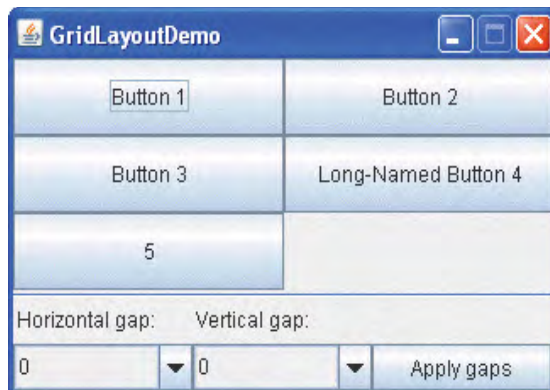 GridLayoutDemo
Button 1 Button 2
Button 3 Long-Named Button 4
5
Horizontal gap: Vertical gap:
0 0 Apply gaps